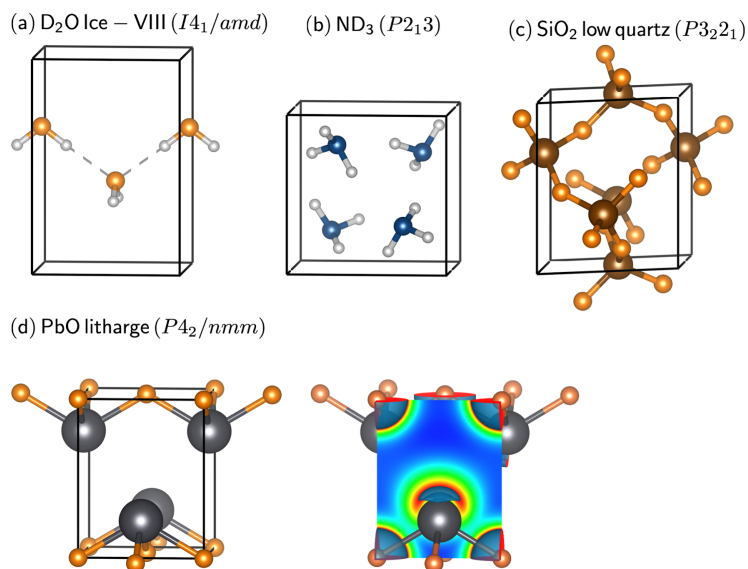 (a) D₂O Ice – VIII (I4₁/amd)
(b) ND₃ (P2₁3)
(c) SiO₂ low quartz (P3₂2₁)
(d) PbO litharge (P4₂/nmm)